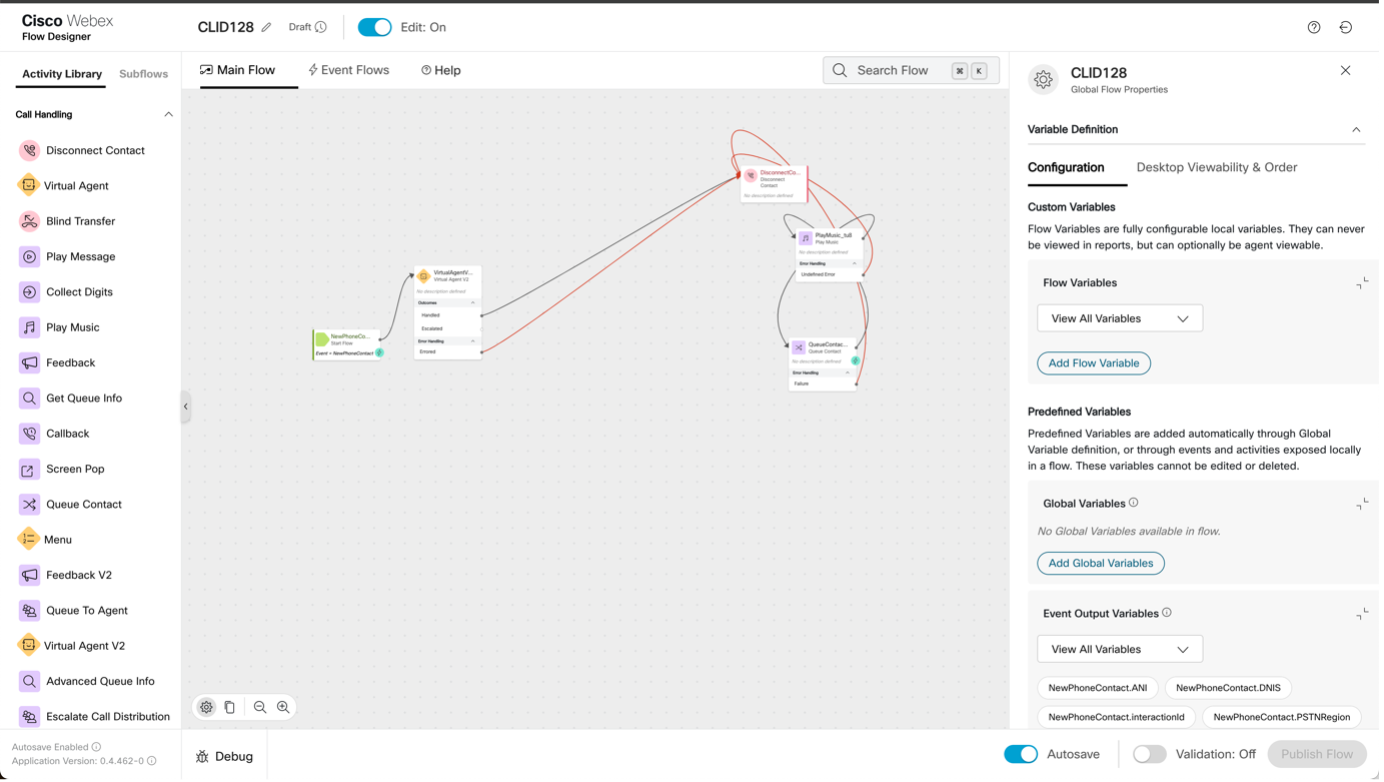 Cisco Webex
Flow Designer
CLID128
Draft
Edit: On
Activity Library
Subflows
Main Flow
Event Flows
Help
Search Flow
⌘
K
Call Handling
Disconnect Contact
Virtual Agent
Blind Transfer
Play Message
Collect Digits
Play Music
Feedback
Get Queue Info
Callback
Screen Pop
Queue Contact
Menu
Feedback V2
Queue To Agent
Virtual Agent V2
Advanced Queue Info
Escalate Call Distribution
Autosave Enabled
Application Version: 0.4.462-0
NewPhoneCo...
Start Flow
Event • NewPhoneContact
VirtualAgentV...
Virtual Agent V2
No description defined
Outcomes
Handled
Escalated
Error Handling
Errored
DisconnectCo...
Disconnect
Contact
No description defined
PlayMusic_tu8
Play Music
No description defined
Error Handling
Undefined Error
QueueContac...
Queue Contact
No description defined
Error Handling
Failure
Debug
CLID128
Global Flow Properties
Variable Definition
Configuration
Desktop Viewability & Order
Custom Variables
Flow Variables are fully configurable local variables. They can never
be viewed in reports, but can optionally be agent viewable.
Flow Variables
View All Variables
Add Flow Variable
Predefined Variables
Predefined Variables are added automatically through Global
Variable definition, or through events and activities exposed locally
in a flow. These variables cannot be edited or deleted.
Global Variables
No Global Variables available in flow.
Add Global Variables
Event Output Variables
View All Variables
NewPhoneContact.ANI
NewPhoneContact.DNIS
NewPhoneContact.interactionId
NewPhoneContact.PSTNRegion
Autosave
Validation: Off
Publish Flow